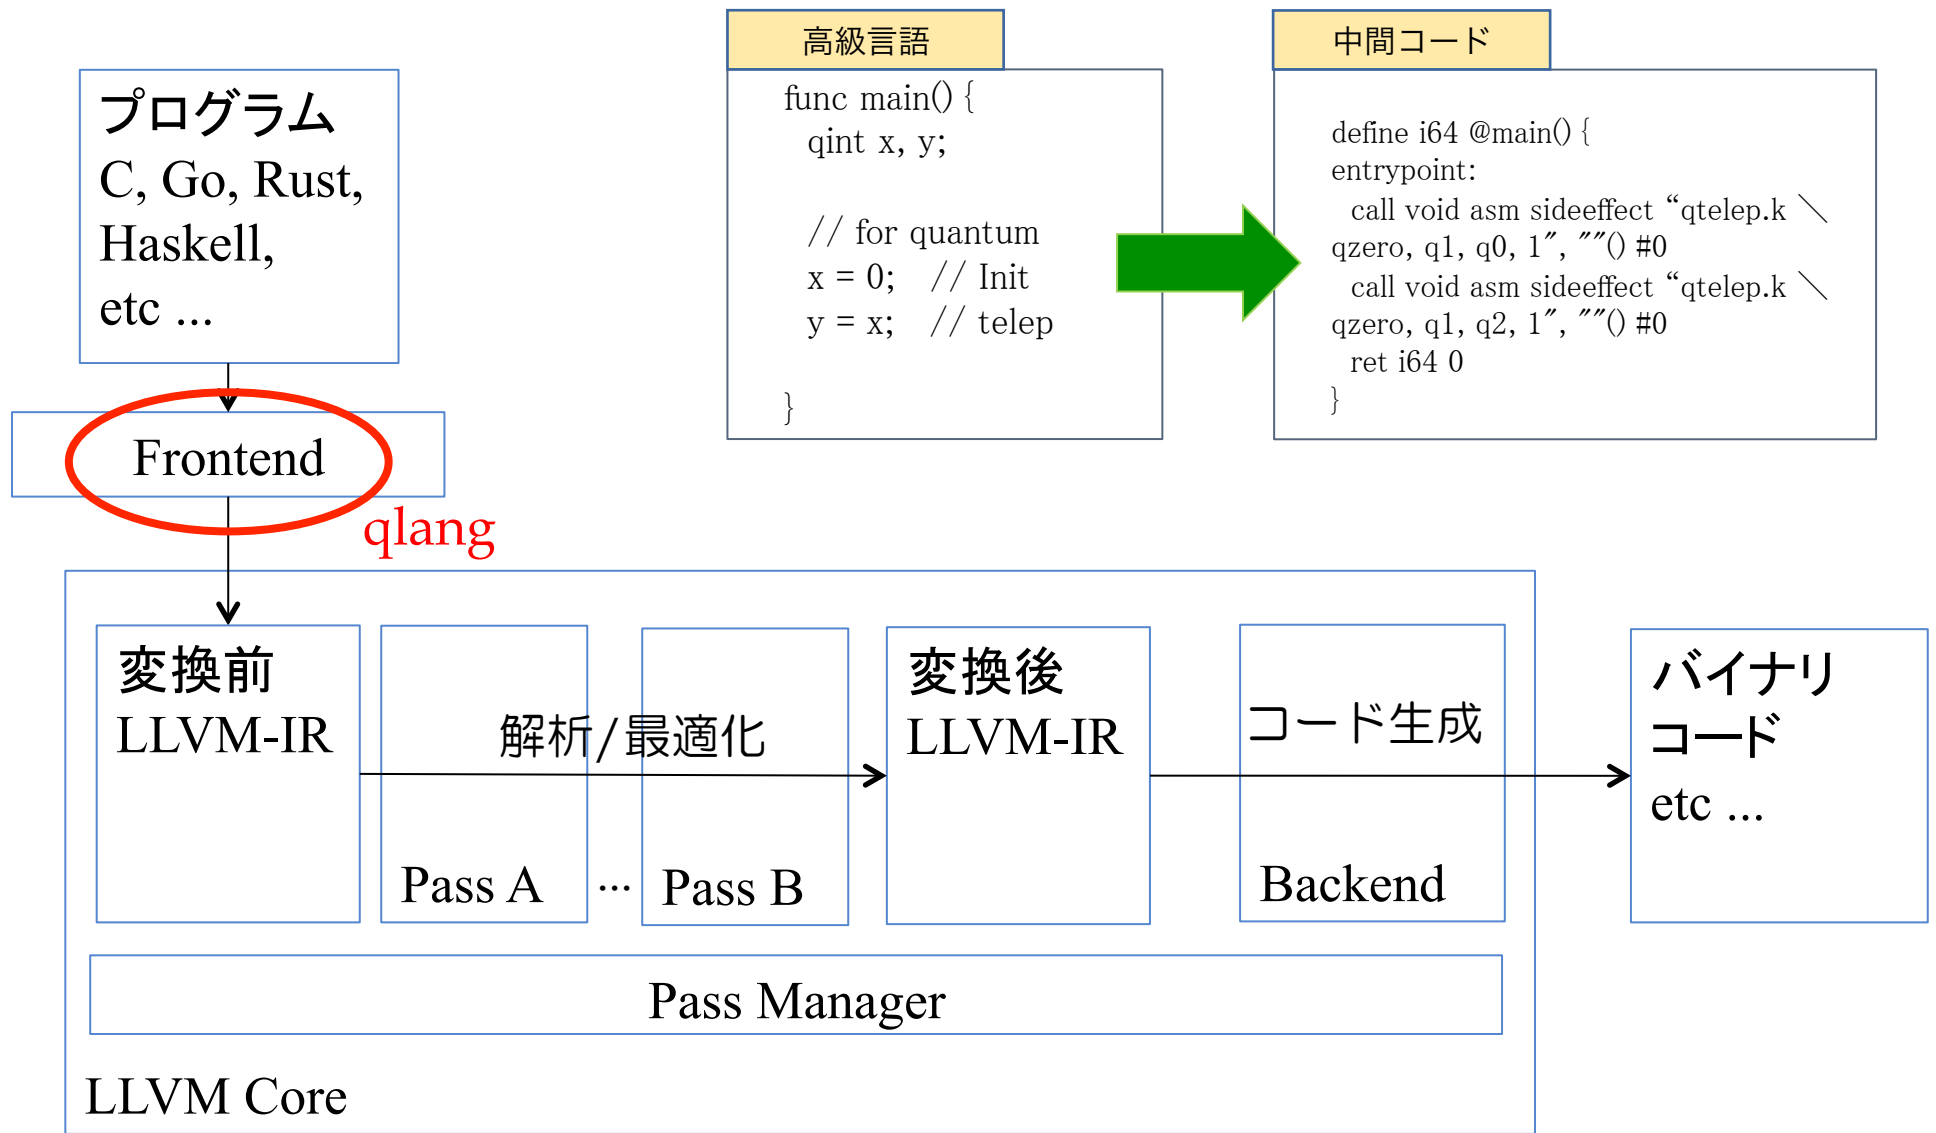 高級言語
func main() {
qint x, y;
// for quantum
x = 0; // Init
y = x; // telep
}
中間コード
define i64 @main() {
entrypoint:
call void asm sideeffect “qtelep.k ＼
qzero, q1, q0, 1″, ″″() #0
call void asm sideeffect “qtelep.k ＼
qzero, q1, q2, 1″, ″″() #0
ret i64 0
}
プログラム
C, Go, Rust,
Haskell,
etc ...
Frontend
qlang
変換前
LLVM-IR
解析/最適化
Pass A
...
Pass B
変換後
LLVM-IR
コード生成
Backend
バイナリ
コード
etc ...
Pass Manager
LLVM Core